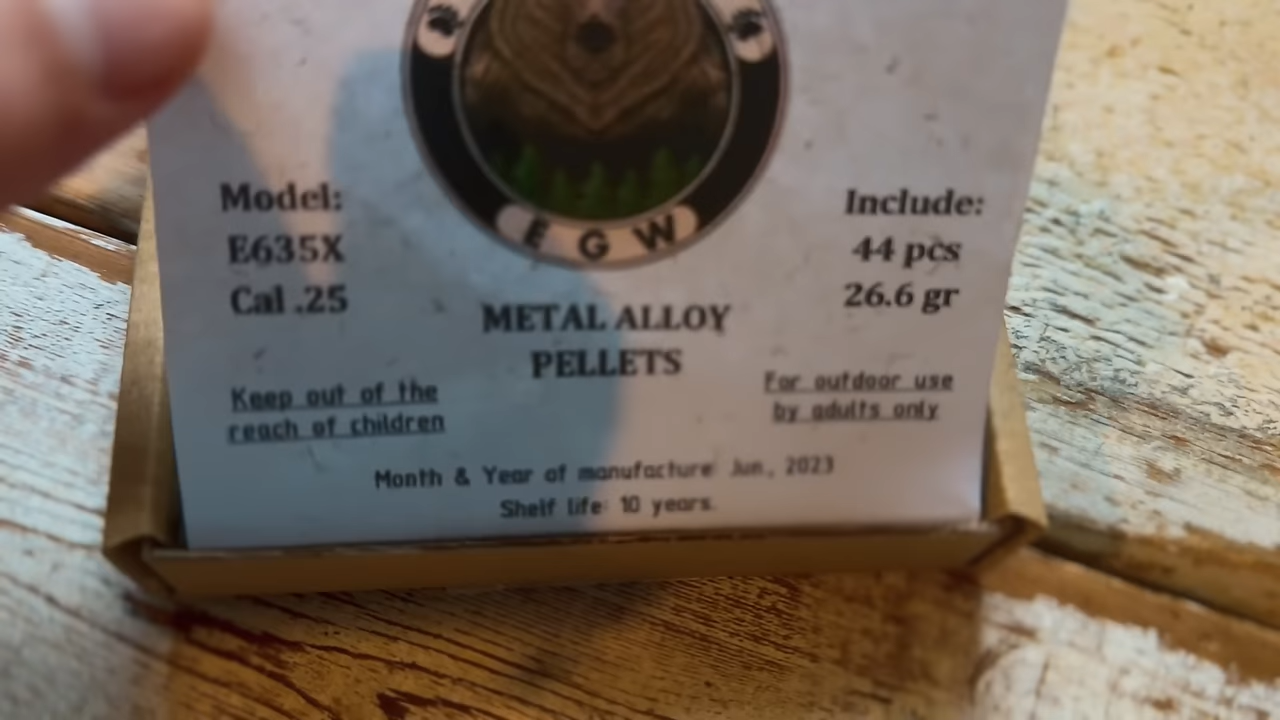 E G W
Model:
E635X
Cal .25
Include:
44 pcs
26.6 gr
METAL ALLOY
PELLETS
Keep out of the
reach of children
For outdoor use
by adults only
Month & Year of manufacture: Jun., 2023
Shelf life: 10 years.